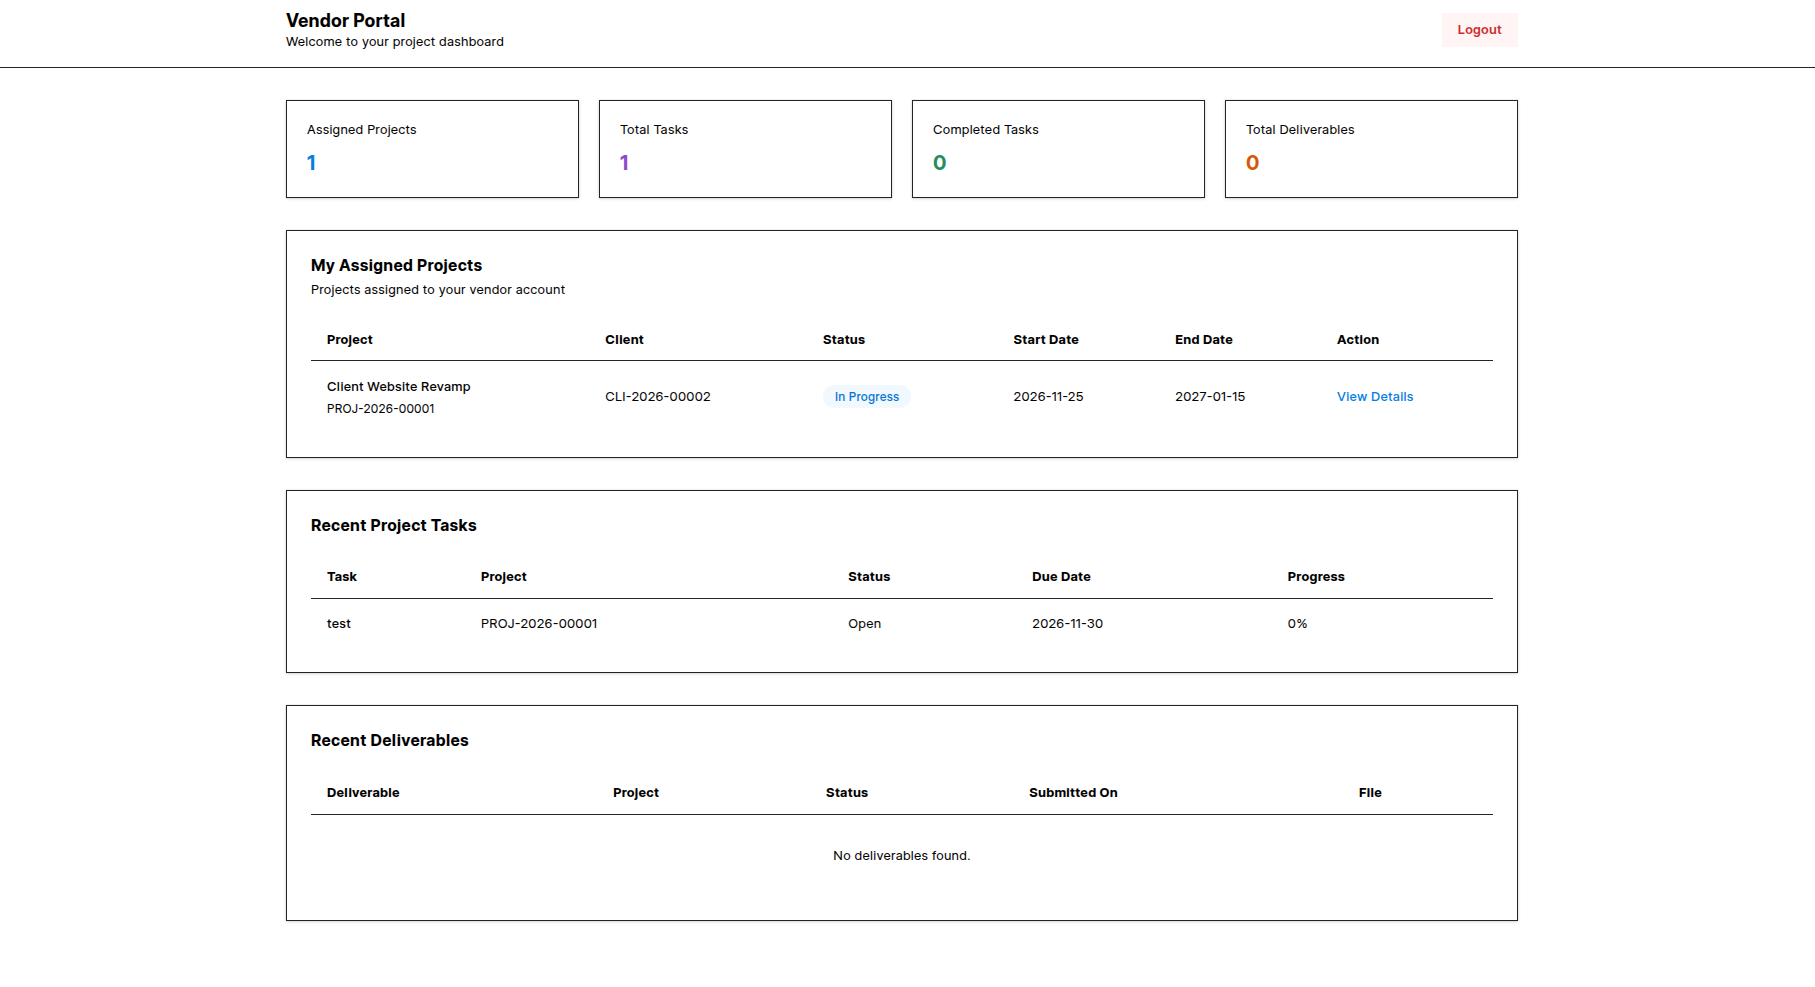 Vendor Portal
Welcome to your project dashboard
Logout
Assigned Projects
1
Total Tasks
1
Completed Tasks
0
Total Deliverables
0
My Assigned Projects
Projects assigned to your vendor account
Project Client Status Start Date End Date Action
Client Website Revamp
PROJ-2026-00001
CLI-2026-00002 In Progress 2026-11-25 2027-01-15 View Details
Recent Project Tasks
Task Project Status Due Date Progress
test PROJ-2026-00001 Open 2026-11-30 0%
Recent Deliverables
Deliverable Project Status Submitted On File
No deliverables found.